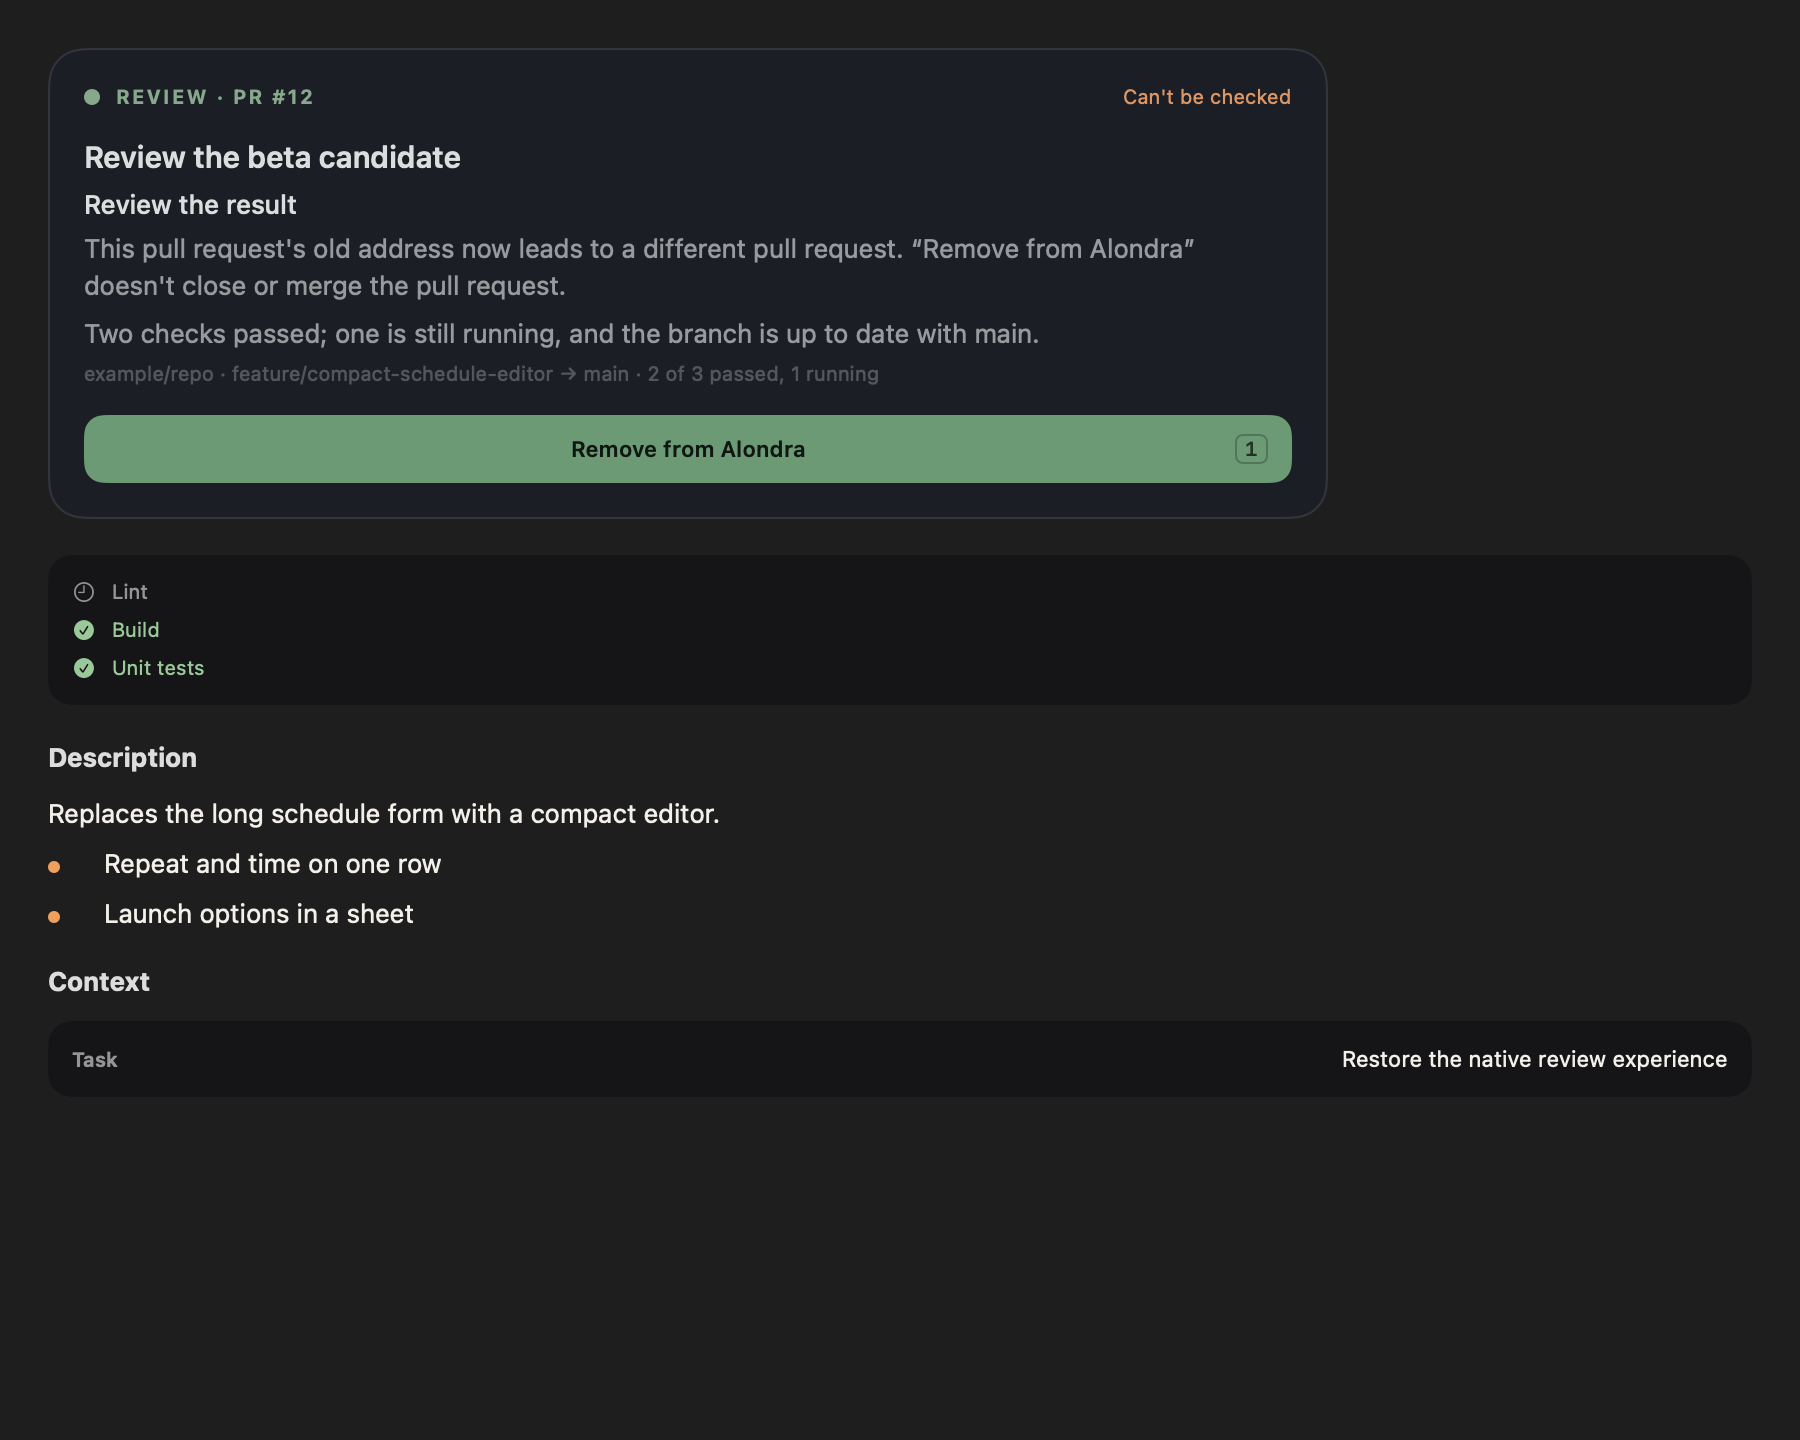 REVIEW · PR #12
Can't be checked
Review the beta candidate
Review the result
This pull request's old address now leads to a different pull request. “Remove from Alondra”
doesn't close or merge the pull request.
Two checks passed; one is still running, and the branch is up to date with main.
example/repo · feature/compact-schedule-editor → main · 2 of 3 passed, 1 running
Remove from Alondra 1
Lint
Build
Unit tests
Description
Replaces the long schedule form with a compact editor.
Repeat and time on one row
Launch options in a sheet
Context
Task
Restore the native review experience